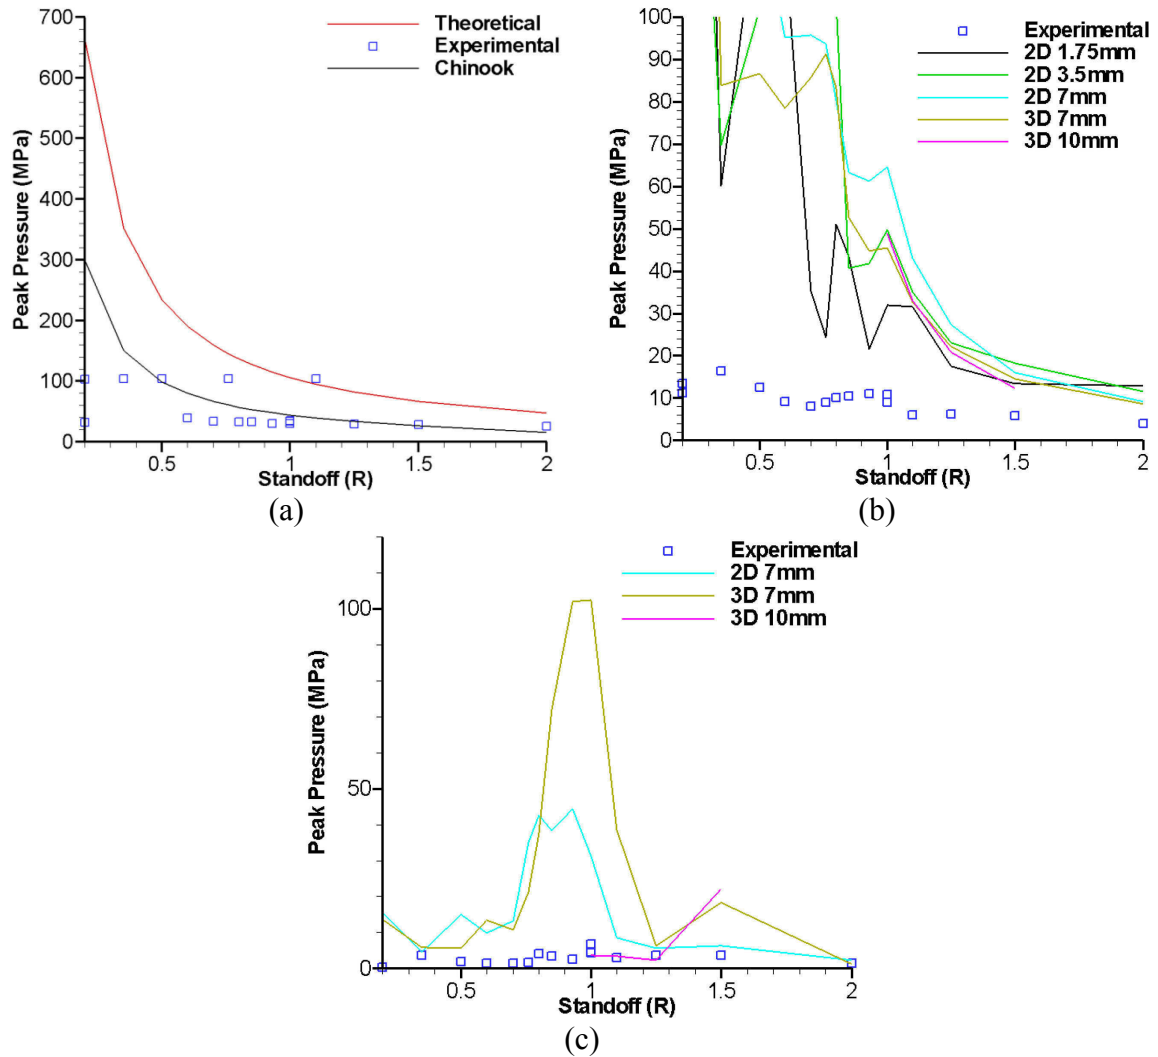 Theoretical
Experimental
Chinook
700
600
500
400
300
200
100
0
Peak Pressure (MPa)
0.5
1
1.5
2
Standoff (R)
(a)
Experimental
2D 1.75mm
2D 3.5mm
2D 7mm
3D 7mm
3D 10mm
100
90
80
70
60
50
40
30
20
10
0
Peak Pressure (MPa)
0.5
1
1.5
2
Standoff (R)
(b)
Experimental
2D 7mm
3D 7mm
3D 10mm
100
50
0
Peak Pressure (MPa)
0.5
1
1.5
2
Standoff (R)
(c)